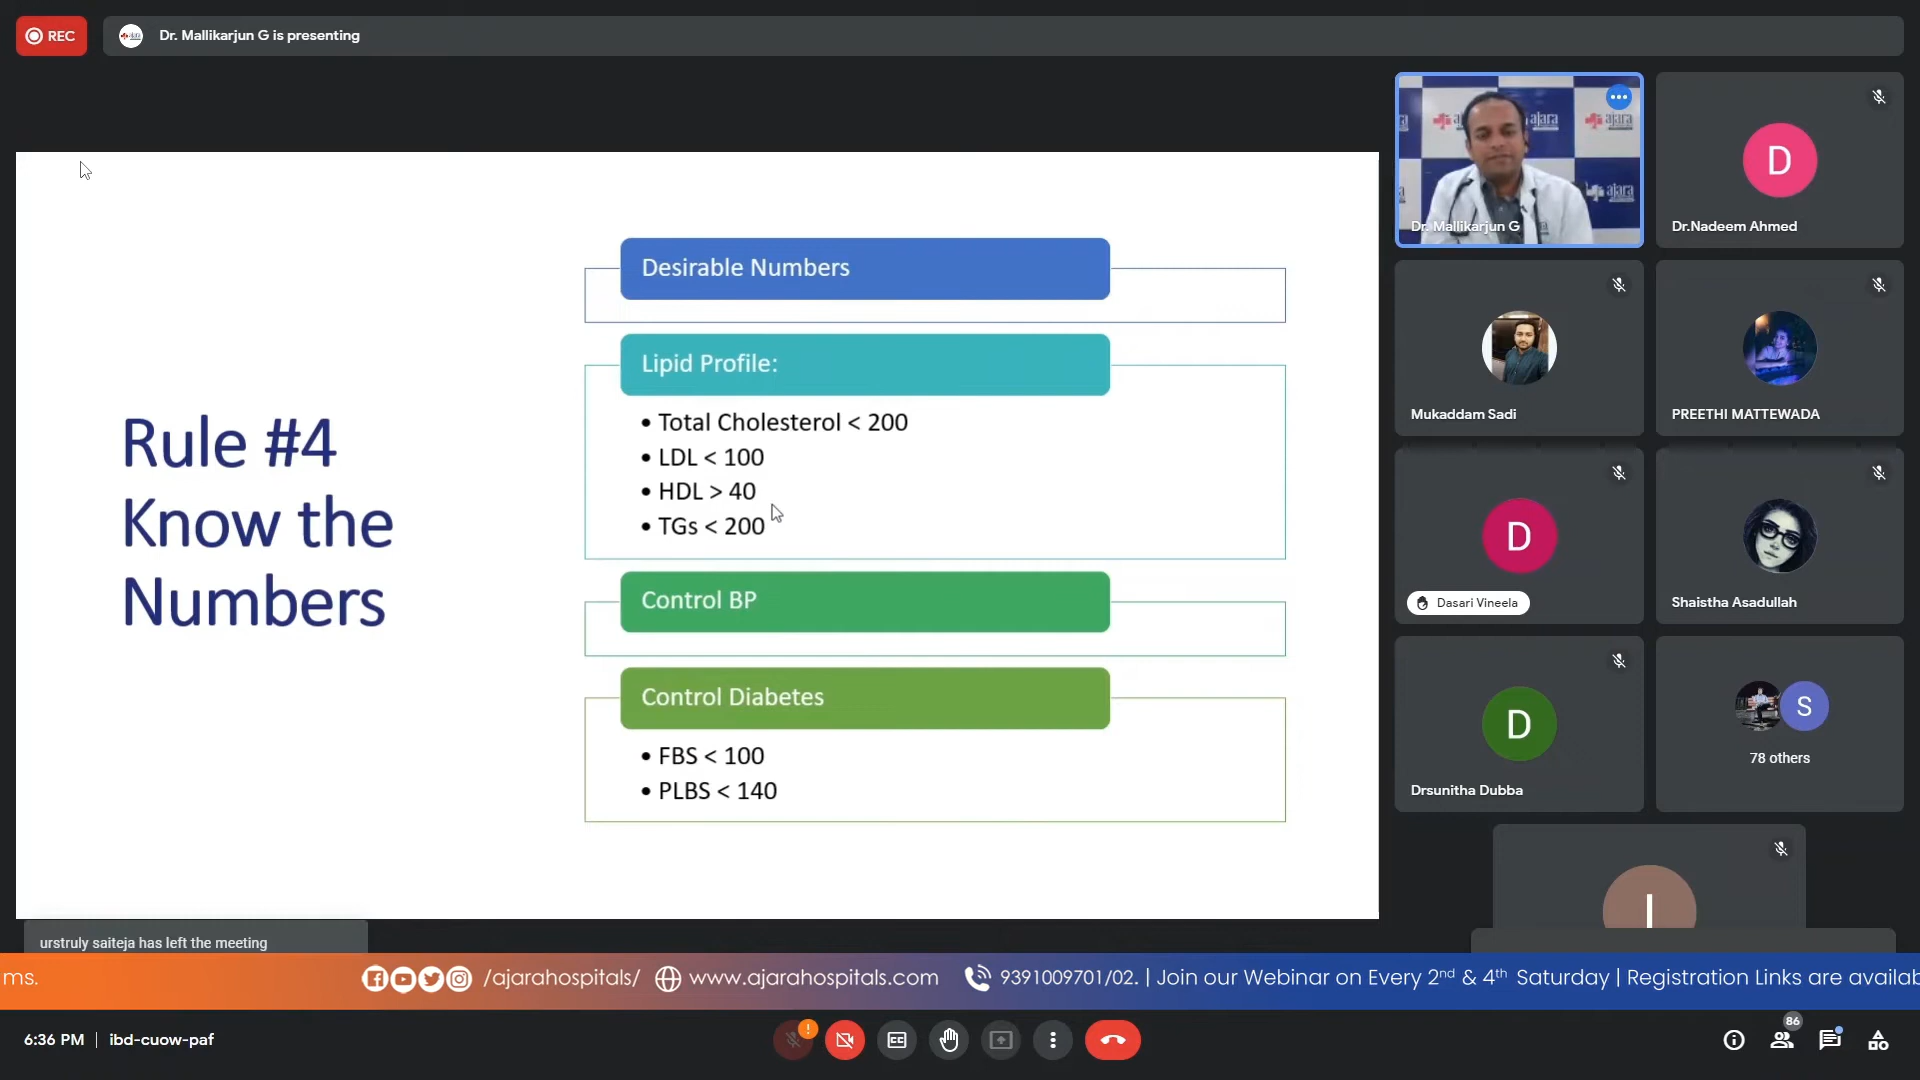 REC
Dr. Mallikarjun G is presenting
Rule #4
Know the
Numbers
Desirable Numbers
Lipid Profile:
• Total Cholesterol < 200
• LDL < 100
• HDL > 40
• TGs < 200
Control BP
Control Diabetes
• FBS < 100
• PLBS < 140
ajara
ajara
ajara
Dr. Mallikarjun G
D
Dr.Nadeem Ahmed
Mukaddam Sadi
PREETHI MATTEWADA
D
Dasari Vineela
Shaistha Asadullah
D
Drsunitha Dubba
S
78 others
I
urstruly saiteja has left the meeting
ms. /ajarahospitals/ www.ajarahospitals.com 9391009701/02. | Join our Webinar on Every 2nd & 4th Saturday | Registration Links are availab
6:36 PM | ibd-cuow-paf
86